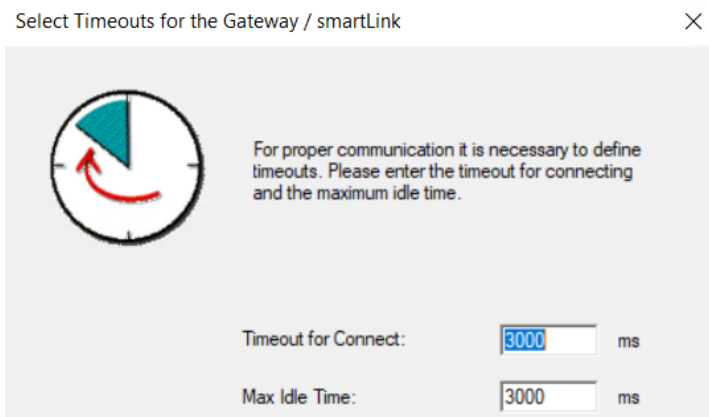 Select Timeouts for the Gateway / smartLink
For proper communication it is necessary to define
timeouts. Please enter the timeout for connecting
and the maximum idle time.
Timeout for Connect: 3000 ms
Max Idle Time: 3000 ms